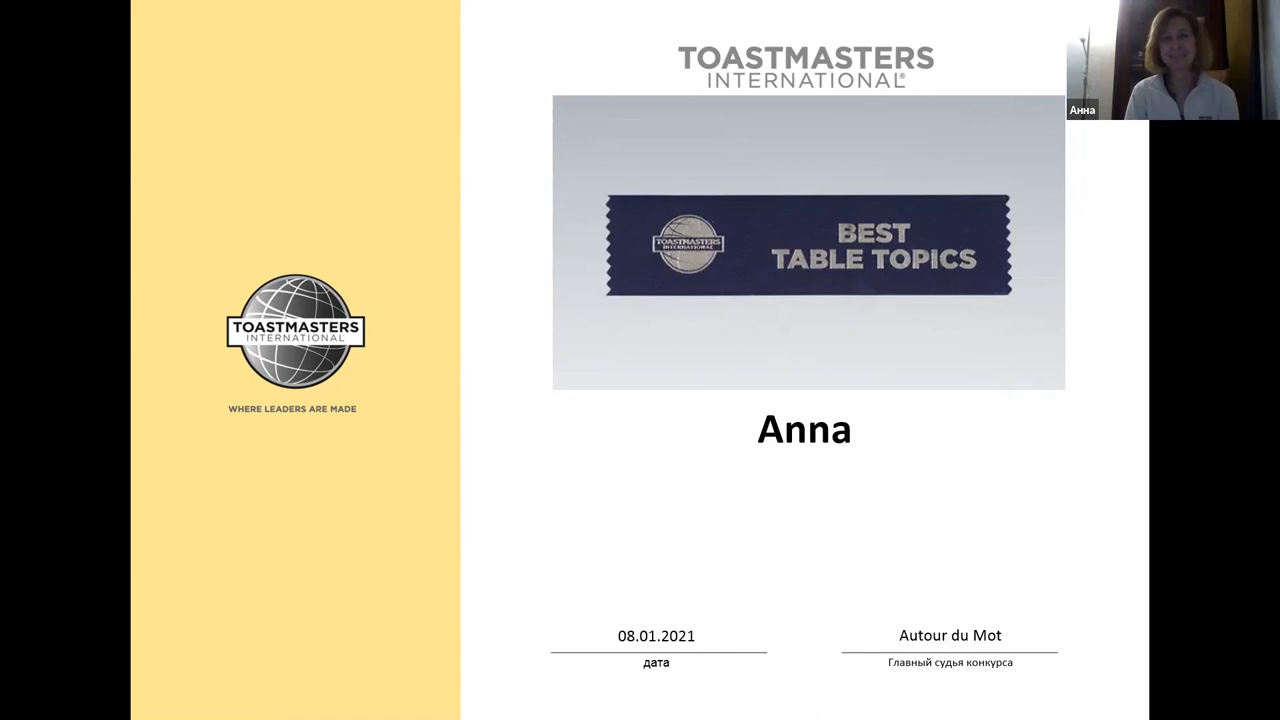 TOASTMASTERS
INTERNATIONAL®
Анна
TOASTMASTERS
INTERNATIONAL
BEST
TABLE TOPICS
TOASTMASTERS
INTERNATIONAL
WHERE LEADERS ARE MADE
Anna
08.01.2021
дата
Autour du Mot
Главный судья конкурса